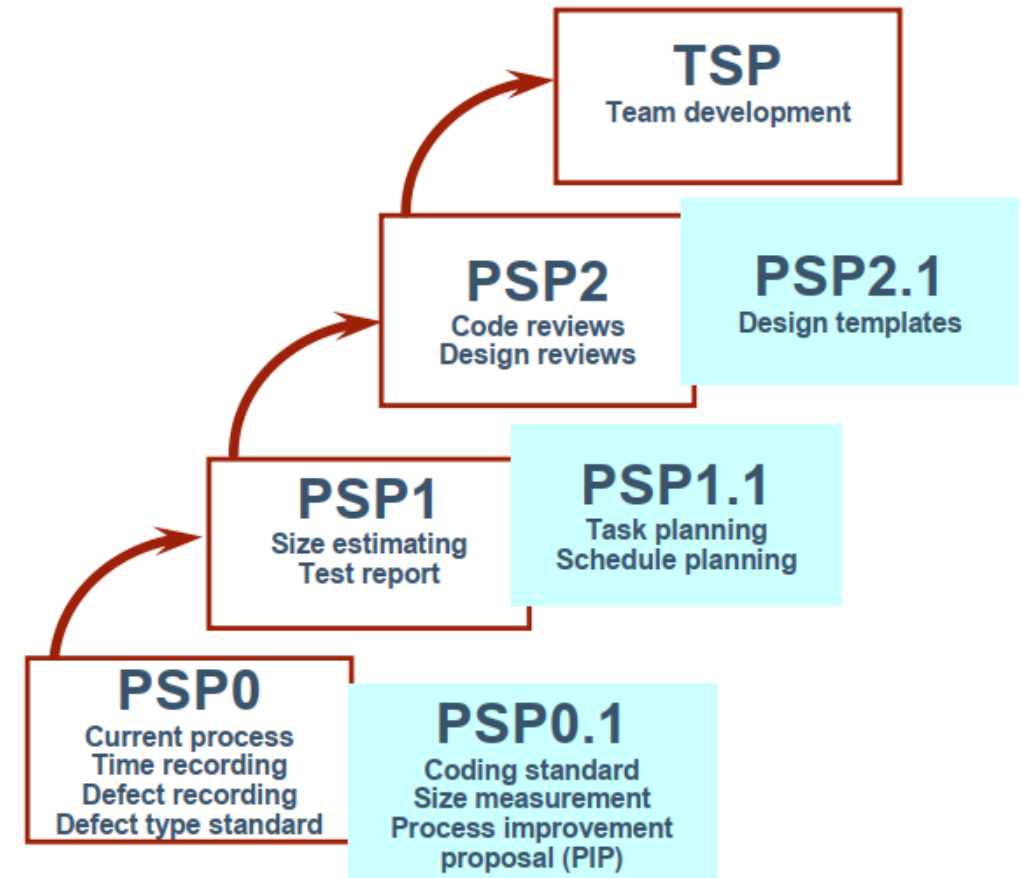 TSP
Team development
PSP2
Code reviews
Design reviews
PSP2.1
Design templates
PSP1
Size estimating
Test report
PSP1.1
Task planning
Schedule planning
PSP0
Current process
Time recording
Defect recording
Defect type standard
PSP0.1
Coding standard
Size measurement
Process improvement
proposal (PIP)